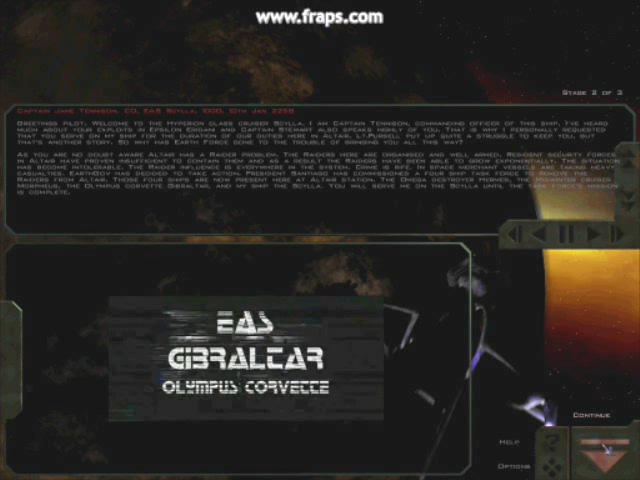 www.fraps.com
Stage 2 of 3
Captain Jane Tennison, CO, EAS Scylla, 1000, 10th Jan 2258
Greetings pilot. Welcome to the Hyperion class cruiser Scylla. I am Captain Tennison, commanding officer of this ship. I've heard
much about your exploits in Epsilon Eridani and Captain Stewart also speaks highly of you. That is why I personally requested
that you serve on my ship for the duration of our duties here in Altair. Lt.Pursell put up quite a struggle to keep you, but
that's another story. So why has Earth Force gone to the trouble of bringing you all this way?
As you are no doubt aware Altair has a Raider problem. The Raiders here are organised and well armed. Resident security forces
in Altair have proven insufficient to contain them and as a result the Raiders have been able to grow exponentially. The situation
has become intolerable. The Raider influence is everywhere in the system. Crime is rife. In space merchant vessels are taking heavy
casualties. EarthGov has decided to take action. President Santiago has commissioned a four ship task force to remove the
Raiders from Altair. Those four ships are now present here at Altair station. The Omega destroyer Hermes, the Midwinter cruiser
Morpheus, the Olympus corvette Gibraltar, and my ship the Scylla. You will serve me on the Scylla until the task force's mission
is complete.
EAS
GIBRALTAR
OLYMPUS CORVETTE
Continue
Help
?
Options